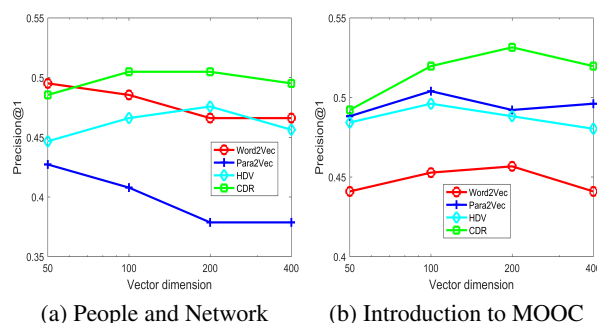 0.55
0.5
0.45
0.4
0.35
Precision@1
50
100
200
400
Vector dimension
Word2Vec
Para2Vec
HDV
CDR
(a) People and Network
0.55
0.5
0.45
0.4
Precision@1
50
100
200
400
Vector dimension
Word2Vec
Para2Vec
HDV
CDR
(b) Introduction to MOOC